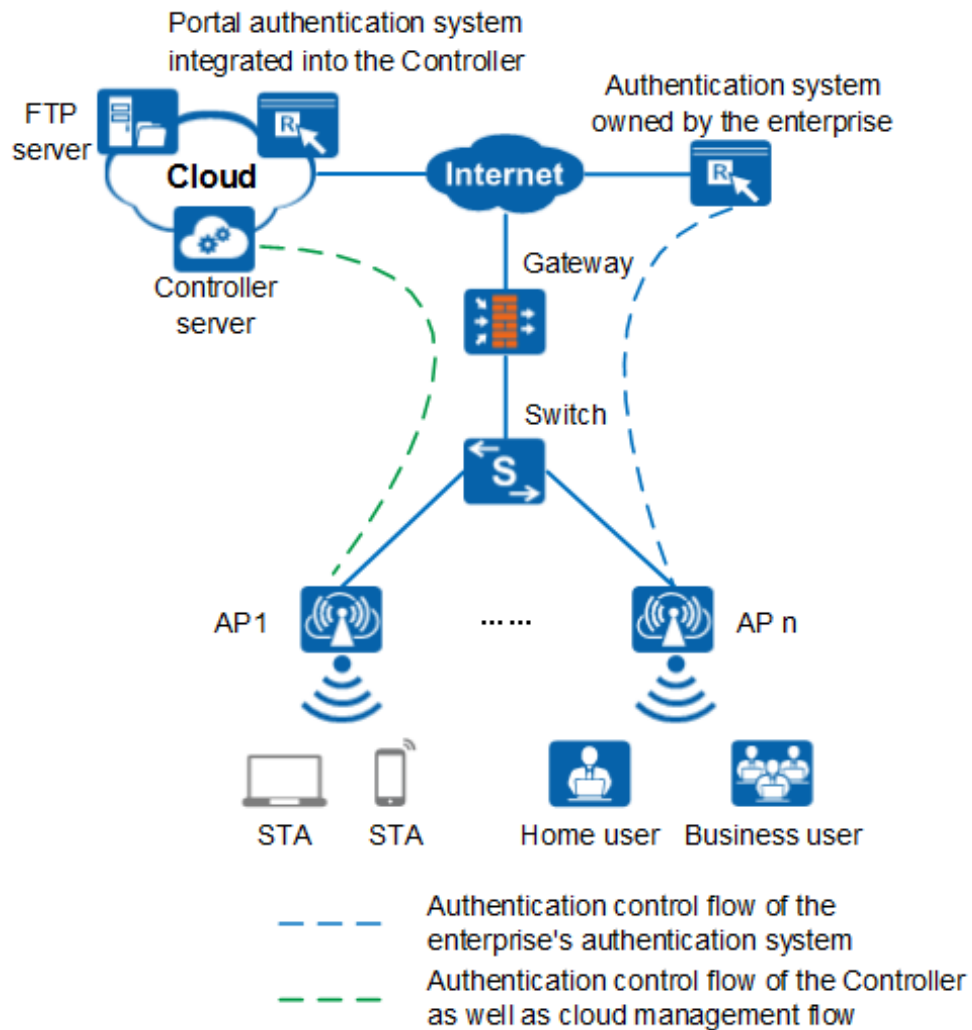 Portal authentication system
integrated into the Controller
FTP
server
R
Authentication system
owned by the enterprise
R
Cloud
Internet
Controller
server
Gateway
Switch
S
AP1
... ...
AP n
STA
STA
Home user
Business user
Authentication control flow of the
enterprise's authentication system
Authentication control flow of the Controller
as well as cloud management flow